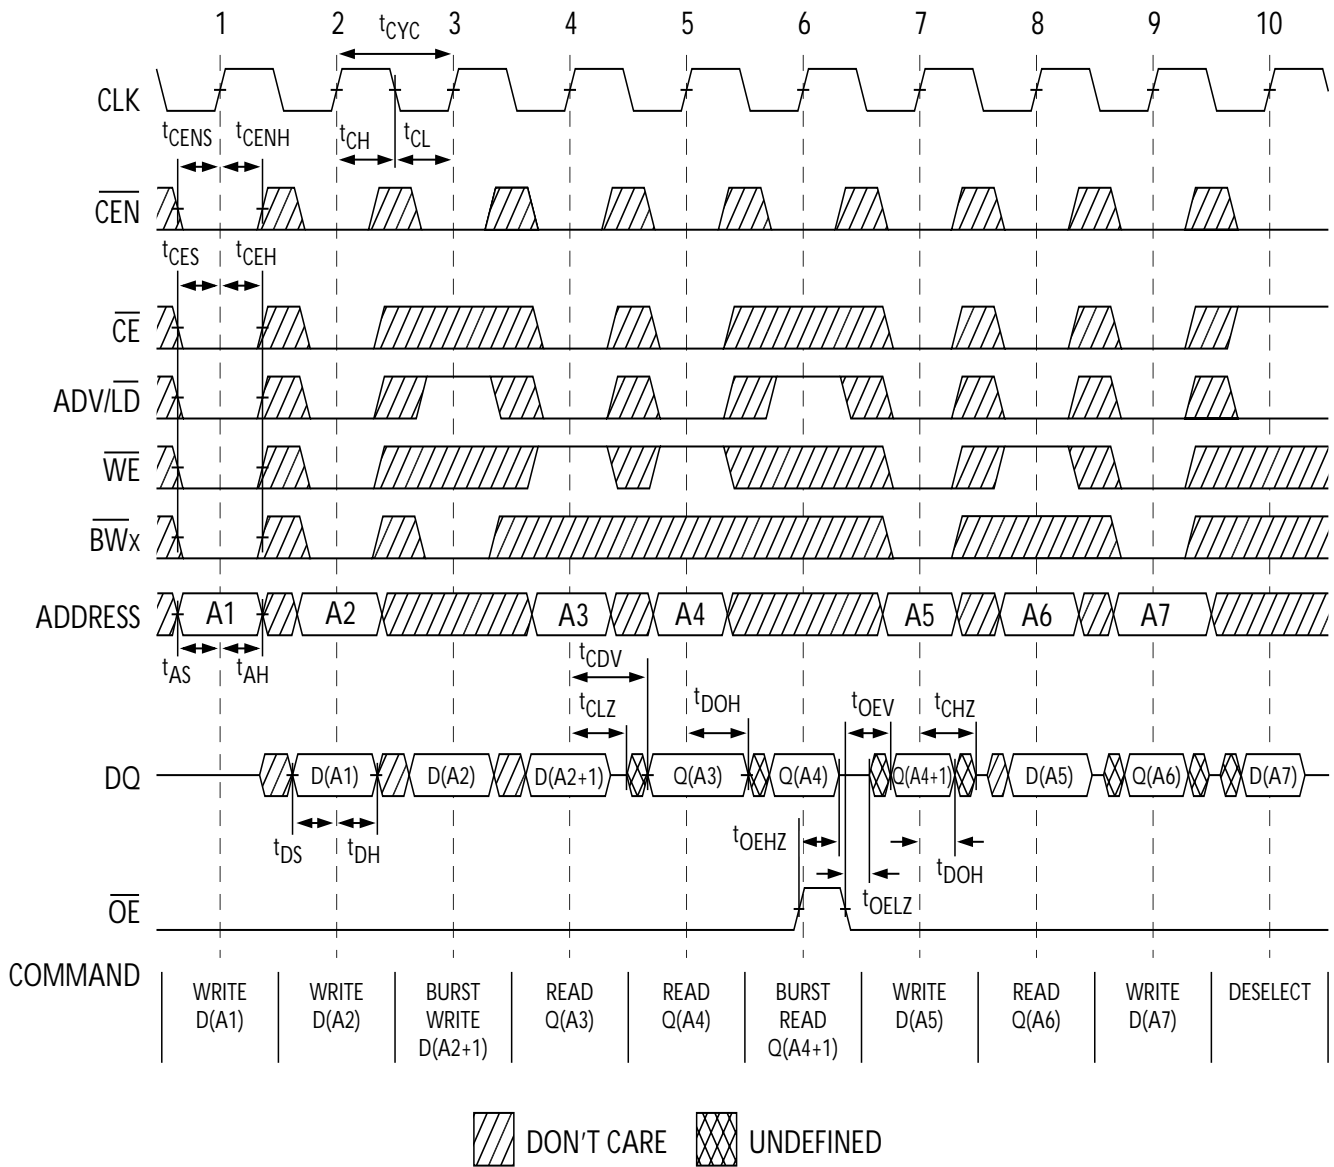 1 2 3 4 5 6 7 8 9 10
tCYC
CLK
tCENS tCENH tCH tCL
CEN
tCES tCEH
CE
ADV/LD
WE
BWx
ADDRESS A1 A2 A3 A4 A5 A6 A7
tAS tAH tCDV
tCLZ tDOH tOEV tCHZ
DQ D(A1) D(A2) D(A2+1) Q(A3) Q(A4) Q(A4+1) D(A5) Q(A6) D(A7)
tDS tDH tOEHZ tDOH
tOELZ
OE
COMMAND
WRITE WRITE BURST READ READ BURST WRITE READ WRITE DESELECT
D(A1) D(A2) WRITE Q(A3) Q(A4) READ D(A5) Q(A6) D(A7)
D(A2+1) Q(A4+1)
DON'T CARE UNDEFINED